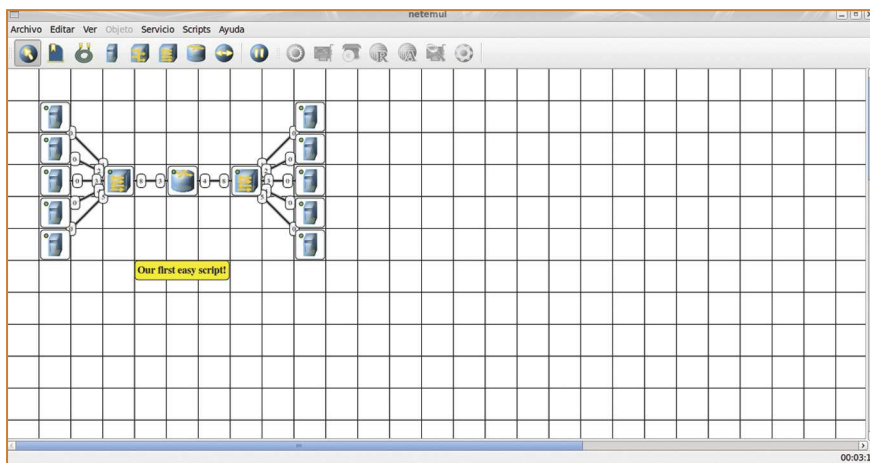 netemul
Archivo Editar Ver Objeto Servicio Scripts Ayuda
Our first easy script!
00:03:1